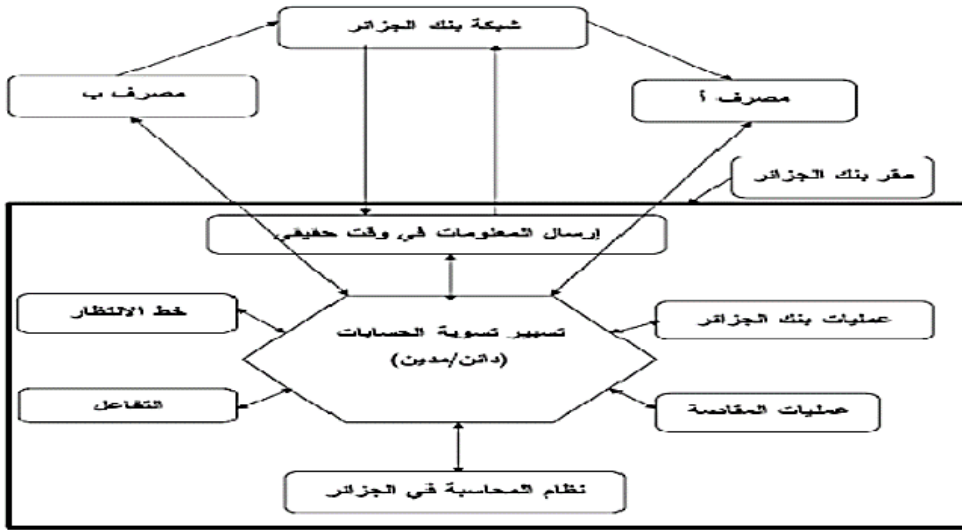 شبكة بنك الجزائر
مصرف أ
مصرف ب
مقر بنك الجزائر
إرسال المعلومات في وقت حقيقي
خط الانتظار
تسيير تسوية الحسابات
(دائن/مدين)
عمليات بنك الجزائر
التفاعل
عمليات المقاصة
نظام المحاسبة في الجزائر